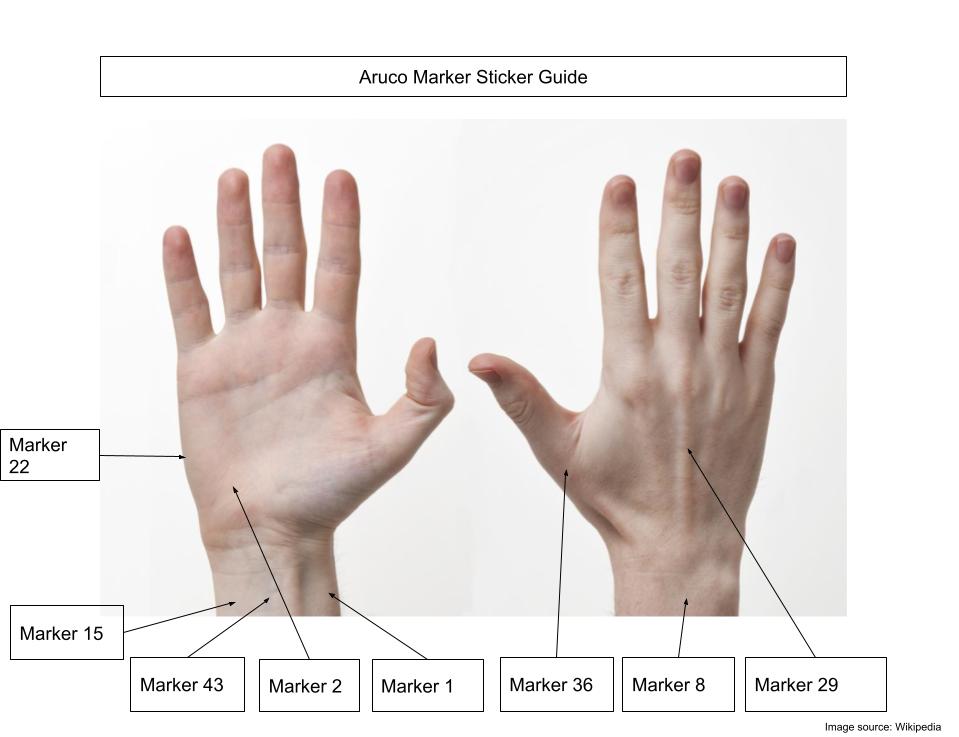 Aruco Marker Sticker Guide
Marker
22
Marker 15
Marker 43
Marker 2
Marker 1
Marker 36
Marker 8
Marker 29
Image source: Wikipedia